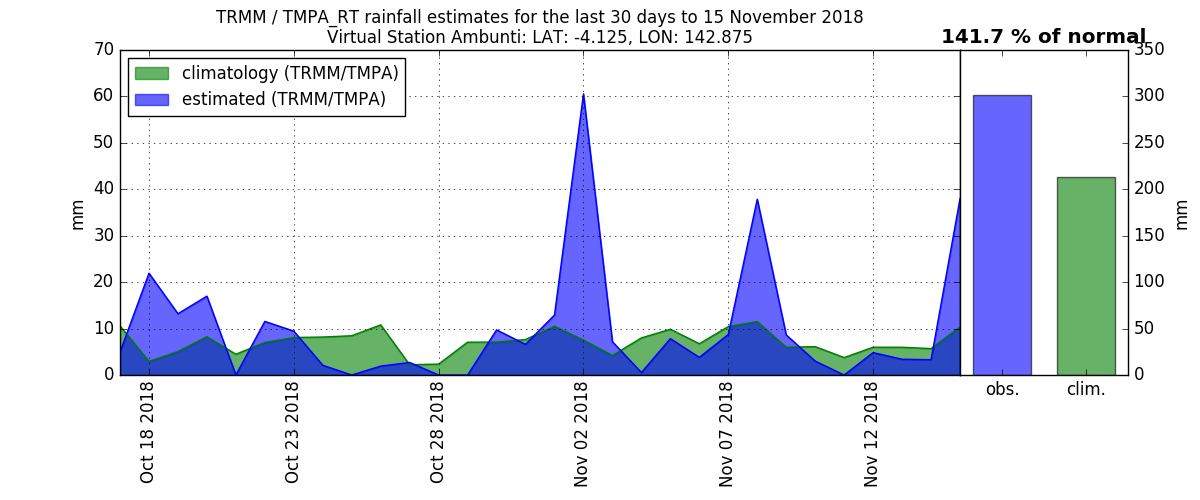 TRMM / TMPA_RT rainfall estimates for the last 30 days to 15 November 2018
Virtual Station Ambunti: LAT: -4.125, LON: 142.875
141.7 % of normal
climatology (TRMM/TMPA)
estimated (TRMM/TMPA)
70
60
50
40
30
20
10
0
mm
350
300
250
200
150
100
50
0
mm
Oct 18 2018
Oct 23 2018
Oct 28 2018
Nov 02 2018
Nov 07 2018
Nov 12 2018
obs.
clim.